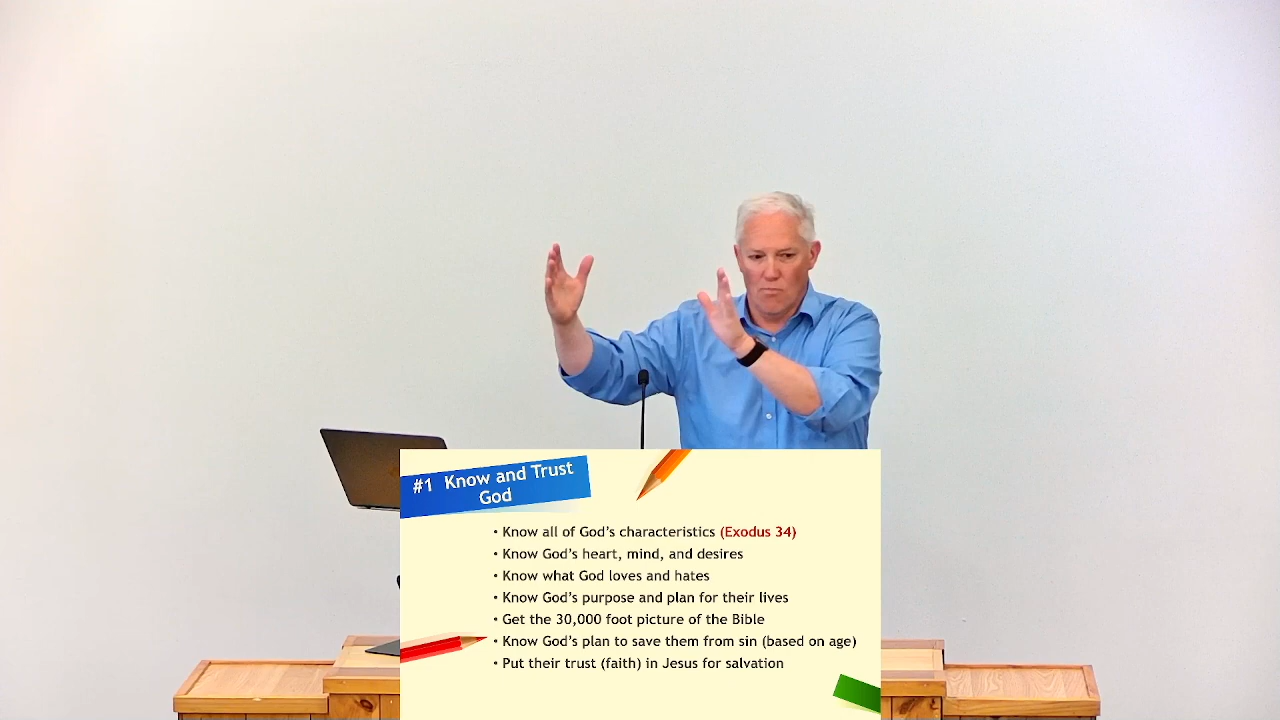 #1 Know and Trust
God
• Know all of God's characteristics (Exodus 34)
• Know God's heart, mind, and desires
• Know what God loves and hates
• Know God's purpose and plan for their lives
• Get the 30,000 foot picture of the Bible
• Know God's plan to save them from sin (based on age)
• Put their trust (faith) in Jesus for salvation